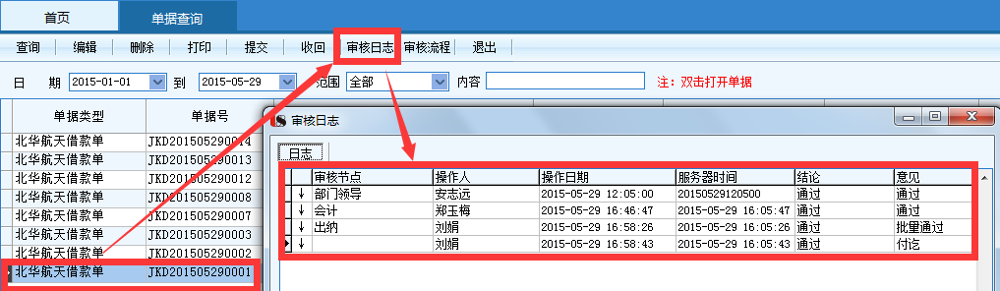 首页 单据查询
查询 编辑 删除 打印 提交 收回 审核日志 审核流程 退出
日 期 2015-01-01 到 2015-05-29 范围 全部 内容 注：双击打开单据
单据类型 单据号
北华航天借款单 JKD201505290014
北华航天借款单 JKD201505290013
北华航天借款单 JKD201505290012
北华航天借款单 JKD201505290008
北华航天借款单 JKD201505290007
北华航天借款单 JKD201505290003
北华航天借款单 JKD201505290002
北华航天借款单 JKD201505290001
审核日志
日志
审核节点 操作人 操作日期 服务器时间 结论 意见
↓ 部门领导 安志远 2015-05-29 12:05:00 20150529120500 通过 通过
↓ 会计 郑玉梅 2015-05-29 16:46:47 2015-05-29 16:05:47 通过 通过
↓ 出纳 刘娟 2015-05-29 16:58:26 2015-05-29 16:05:26 通过 批量通过
↓ 刘娟 2015-05-29 16:58:43 2015-05-29 16:05:43 通过 付讫